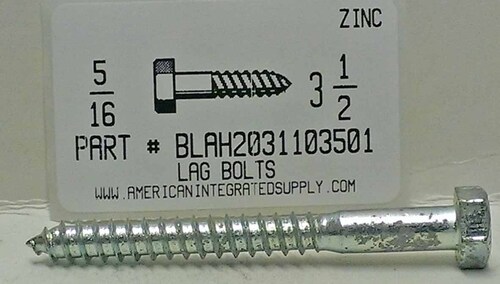 ZINC
5/16 3 1/2
PART # BLAH2031103501
LAG BOLTS
WWW.AMERICANINTEGRATEDSUPPLY.COM